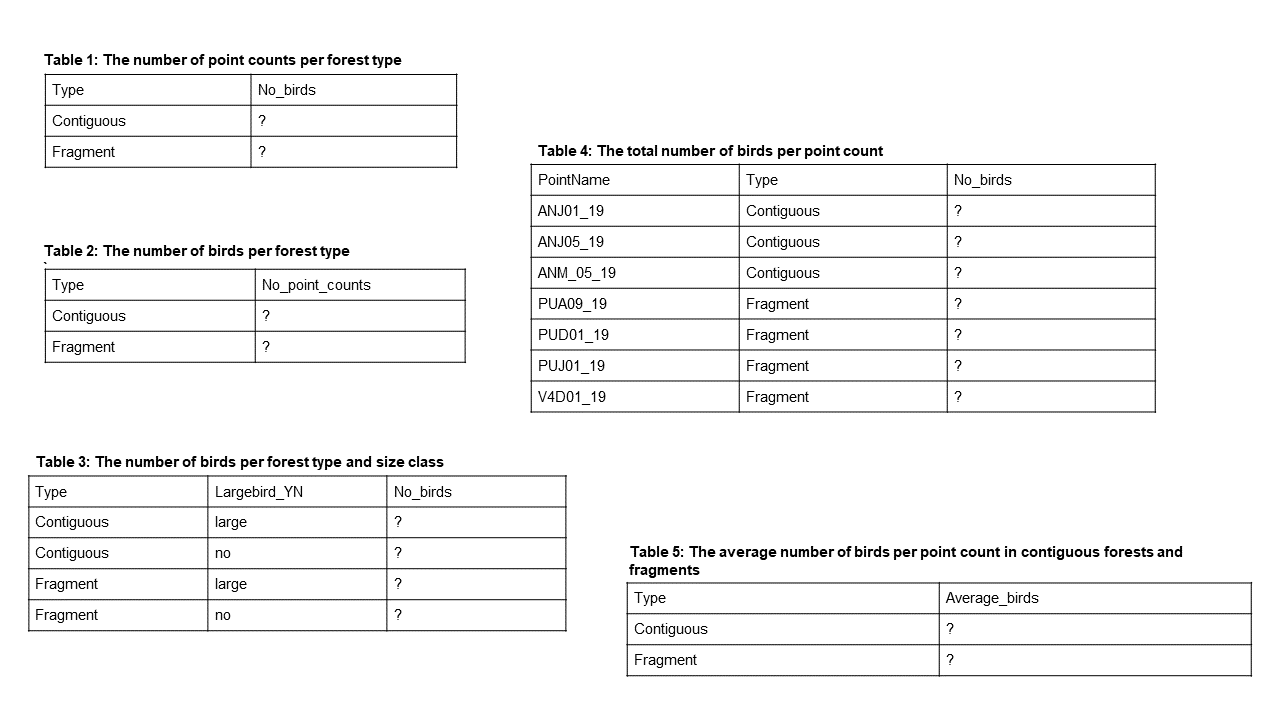 Table 1: The number of point counts per forest type
Type No_birds
Contiguous ?
Fragment ?
Table 2: The number of birds per forest type
`
Type No_point_counts
Contiguous ?
Fragment ?
Table 3: The number of birds per forest type and size class
Type Largebird_YN No_birds
Contiguous large ?
Contiguous no ?
Fragment large ?
Fragment no ?
Table 4: The total number of birds per point count
PointName Type No_birds
ANJ01_19 Contiguous ?
ANJ05_19 Contiguous ?
ANM_05_19 Contiguous ?
PUA09_19 Fragment ?
PUD01_19 Fragment ?
PUJ01_19 Fragment ?
V4D01_19 Fragment ?
Table 5: The average number of birds per point count in contiguous forests and
fragments
Type Average_birds
Contiguous ?
Fragment ?